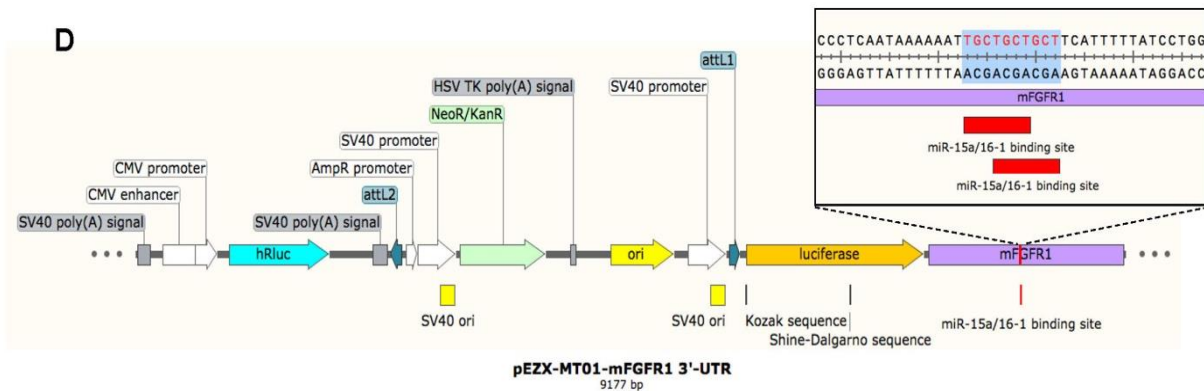 D
CCCTCAATAAAAAATTGCTGCTGCTTCATTTTTATCCTGG
GGGAGTTATTTTTTAACGACGACGAAGTAAAAATAGGACC
mFGFR1
miR-15a/16-1 binding site
miR-15a/16-1 binding site
attL1
HSV TK poly(A) signal
SV40 promoter
NeoR/KanR
SV40 promoter
CMV promoter
AmpR promoter
CMV enhancer
attL2
SV40 poly(A) signal
SV40 poly(A) signal
hRluc
ori
luciferase
mFGFR1
SV40 ori
SV40 ori
Kozak sequence
miR-15a/16-1 binding site
Shine-Dalgarno sequence
pEZX-MT01-mFGFR1 3'-UTR
9177 bp